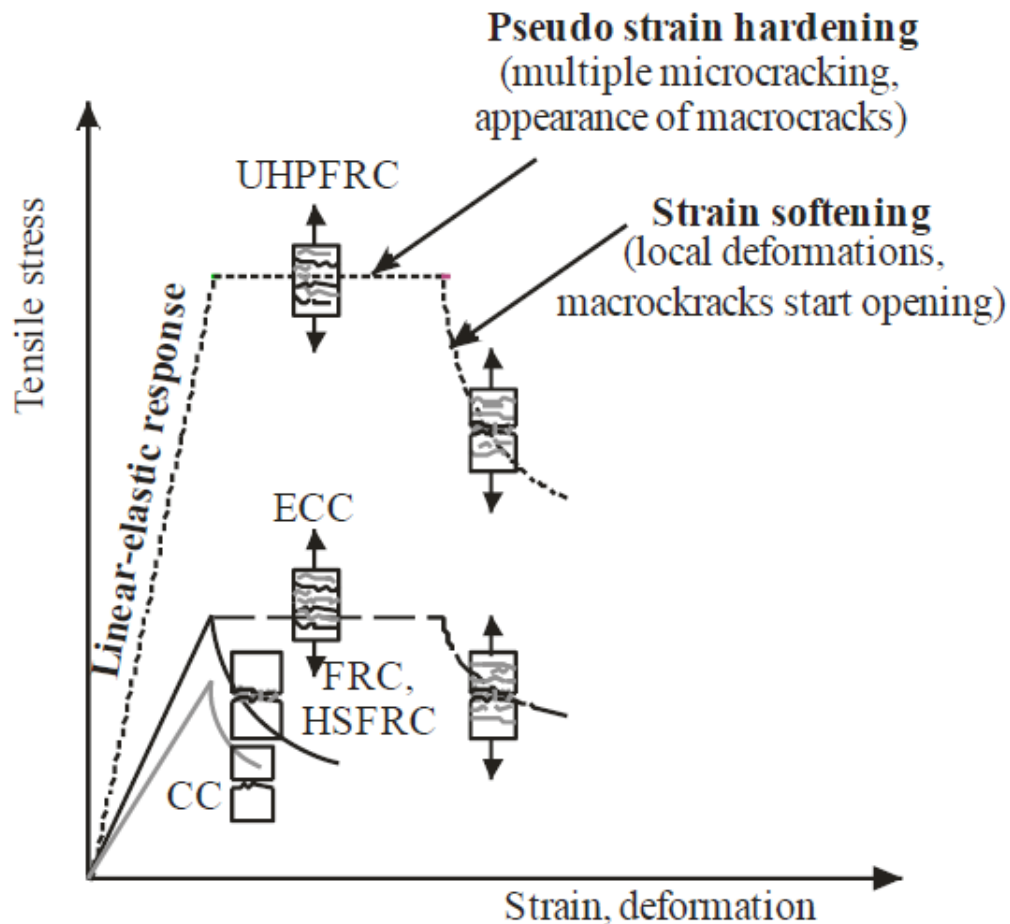 Pseudo strain hardening
(multiple microcracking,
appearance of macrocracks)
UHPFRC
Strain softening
(local deformations,
macrockracks start opening)
Tensile stress
Linear-elastic response
ECC
FRC,
HSFRC
CC
Strain, deformation